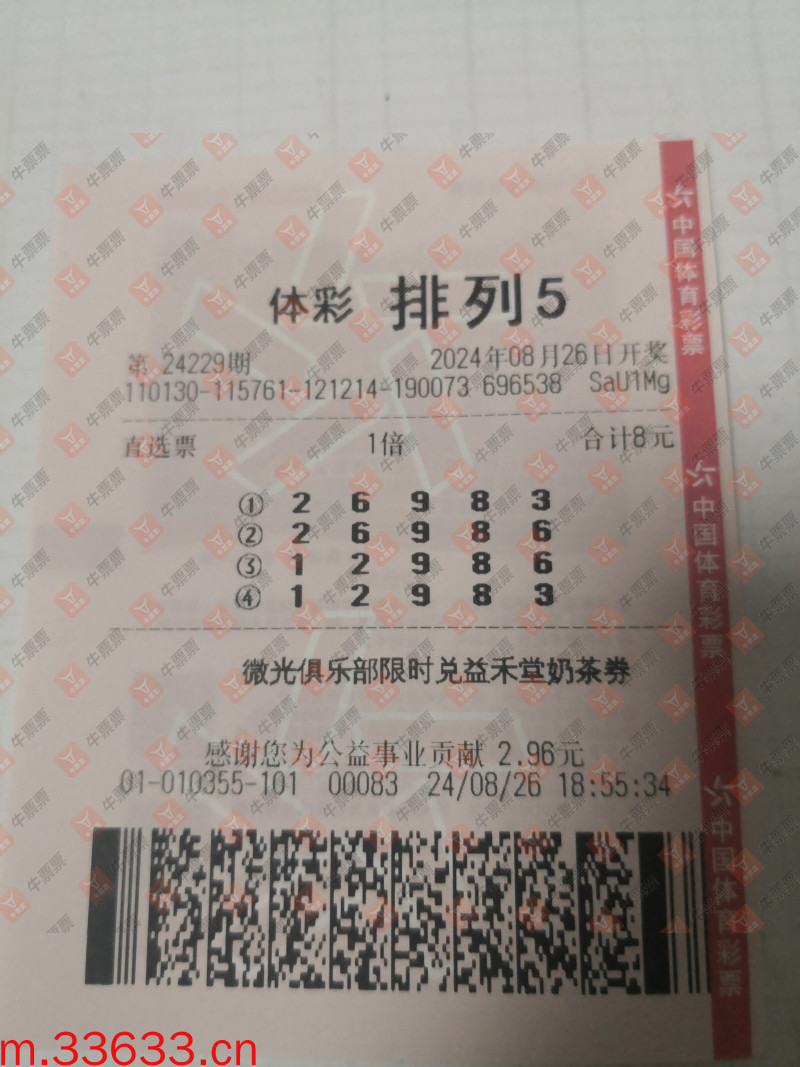 体彩 排列5
第 24229期 2024年08月26日开奖
110130-115761-121214-190073 696538 SaU1Mg
直选票 1倍 合计8元
① 2 6 9 8 3
② 2 6 9 8 6
③ 1 2 9 8 6
④ 1 2 9 8 3
微光俱乐部限时兑益禾堂奶茶券
感谢您为公益事业贡献 2.96元
01-010355-101 00083 24/08/26 18:55:34
中国体育彩票
中国体育彩票
中国体育彩票
牛票票
m.33633.cn